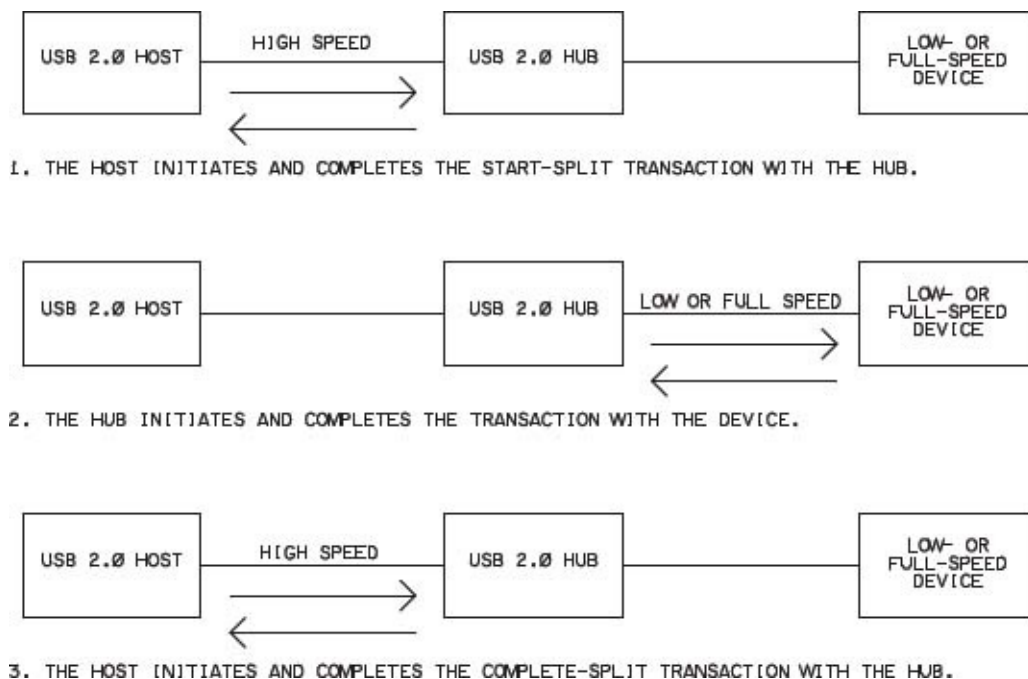 USB 2.0 HOST
HIGH SPEED
USB 2.0 HUB
LOW- OR
FULL-SPEED
DEVICE
1. THE HOST INITIATES AND COMPLETES THE START-SPLIT TRANSACTION WITH THE HUB.
USB 2.0 HOST
USB 2.0 HUB
LOW OR FULL SPEED
LOW- OR
FULL-SPEED
DEVICE
2. THE HUB INITIATES AND COMPLETES THE TRANSACTION WITH THE DEVICE.
USB 2.0 HOST
HIGH SPEED
USB 2.0 HUB
LOW- OR
FULL-SPEED
DEVICE
3. THE HOST INITIATES AND COMPLETES THE COMPLETE-SPLIT TRANSACTION WITH THE HUB.